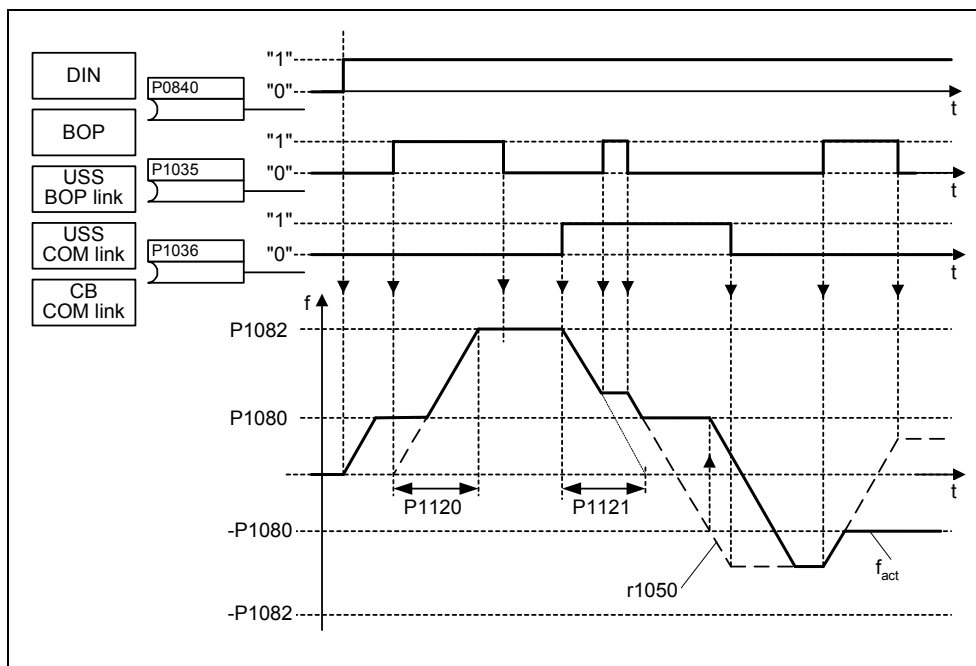 DIN
BOP
USS
BOP link
USS
COM link
CB
COM link
P0840
P1035
P1036
"1"
"0"
t
"1"
"0"
t
"1"
"0"
t
f
P1082
P1080
t
P1120
P1121
-P1080
r1050
fact
-P1082